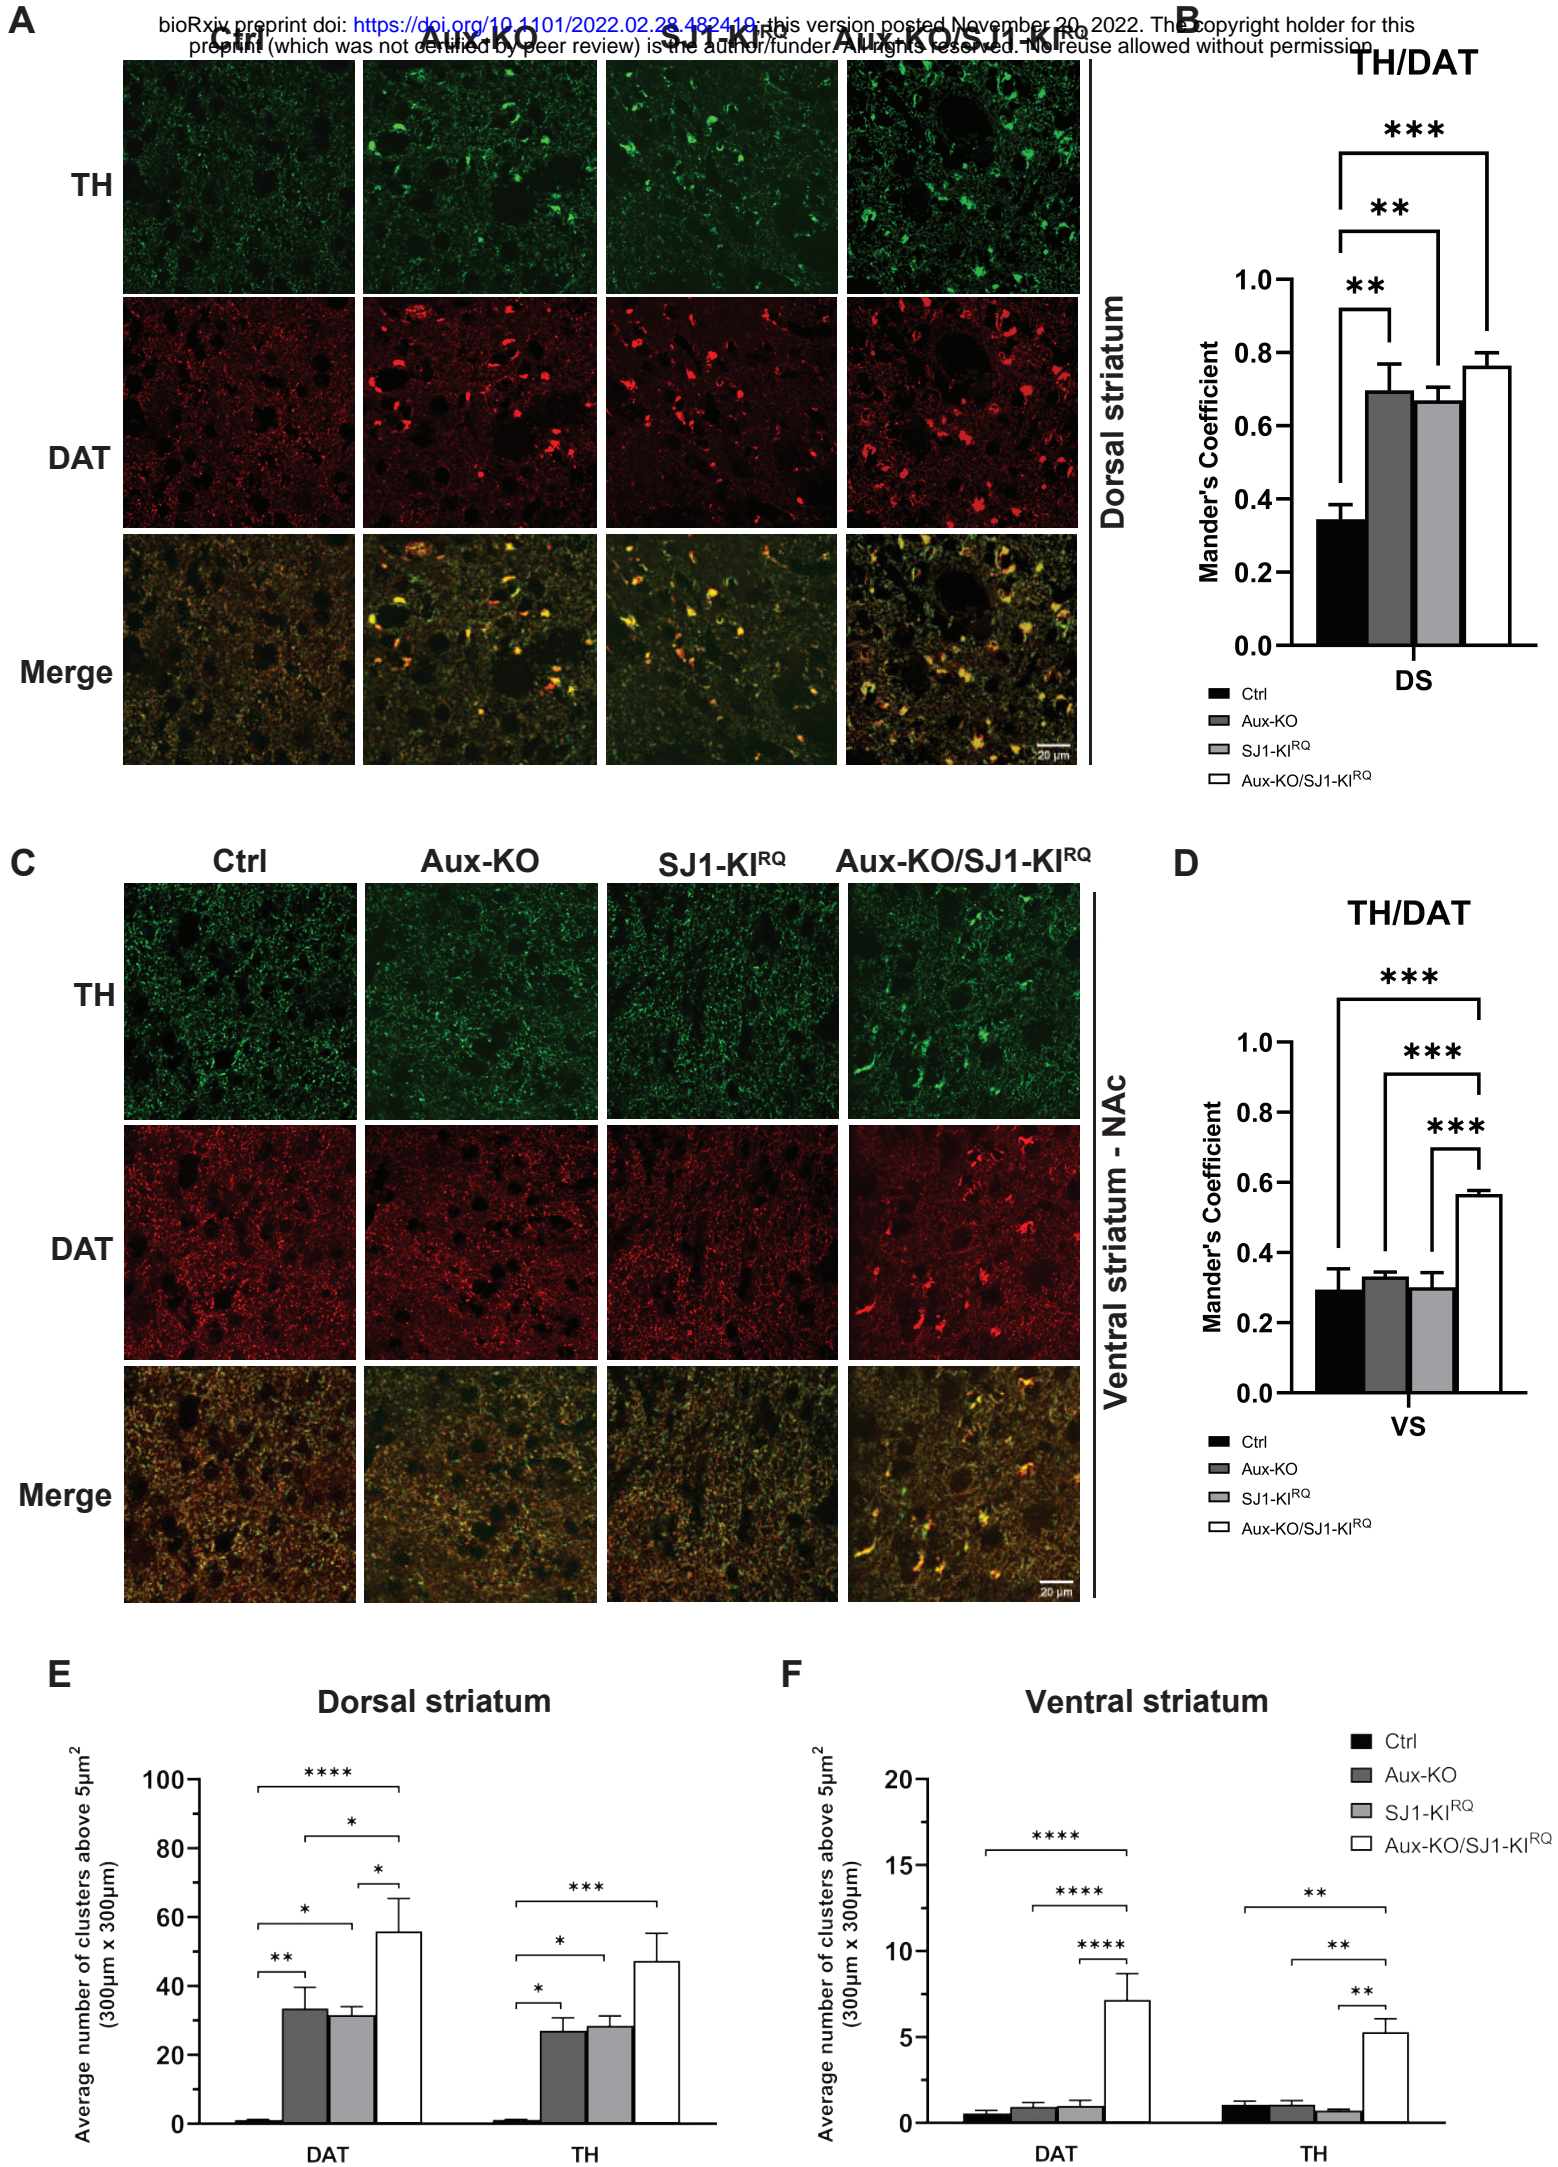 bioRxiv preprint doi: https://doi.org/10.1101/2022.02.28.482419; this version posted November 20, 2022. The copyright holder for this
preprint (which was not certified by peer review) is the author/funder. All rights reserved. No reuse allowed without permission.
A
Ctrl
Aux-KO
SJ1-KIRQ
Aux-KO/SJ1-KIRQ
TH
DAT
Merge
20 µm
Dorsal striatum
B
TH/DAT
***
**
**
Mander's Coefficient
1.0
0.8
0.6
0.4
0.2
0.0
DS
Ctrl
Aux-KO
SJ1-KIRQ
Aux-KO/SJ1-KIRQ
C
Ctrl
Aux-KO
SJ1-KIRQ
Aux-KO/SJ1-KIRQ
TH
DAT
Merge
20 µm
Ventral striatum - NAc
D
TH/DAT
***
***
***
Mander's Coefficient
1.0
0.8
0.6
0.4
0.2
0.0
VS
Ctrl
Aux-KO
SJ1-KIRQ
Aux-KO/SJ1-KIRQ
E
Dorsal striatum
Average number of clusters above 5µm2
(300µm x 300µm)
100
80
60
40
20
0
****
*
*
*
**
***
*
*
DAT
TH
F
Ventral striatum
Average number of clusters above 5µm2
(300µm x 300µm)
20
15
10
5
0
****
****
****
**
**
**
DAT
TH
Ctrl
Aux-KO
SJ1-KIRQ
Aux-KO/SJ1-KIRQ